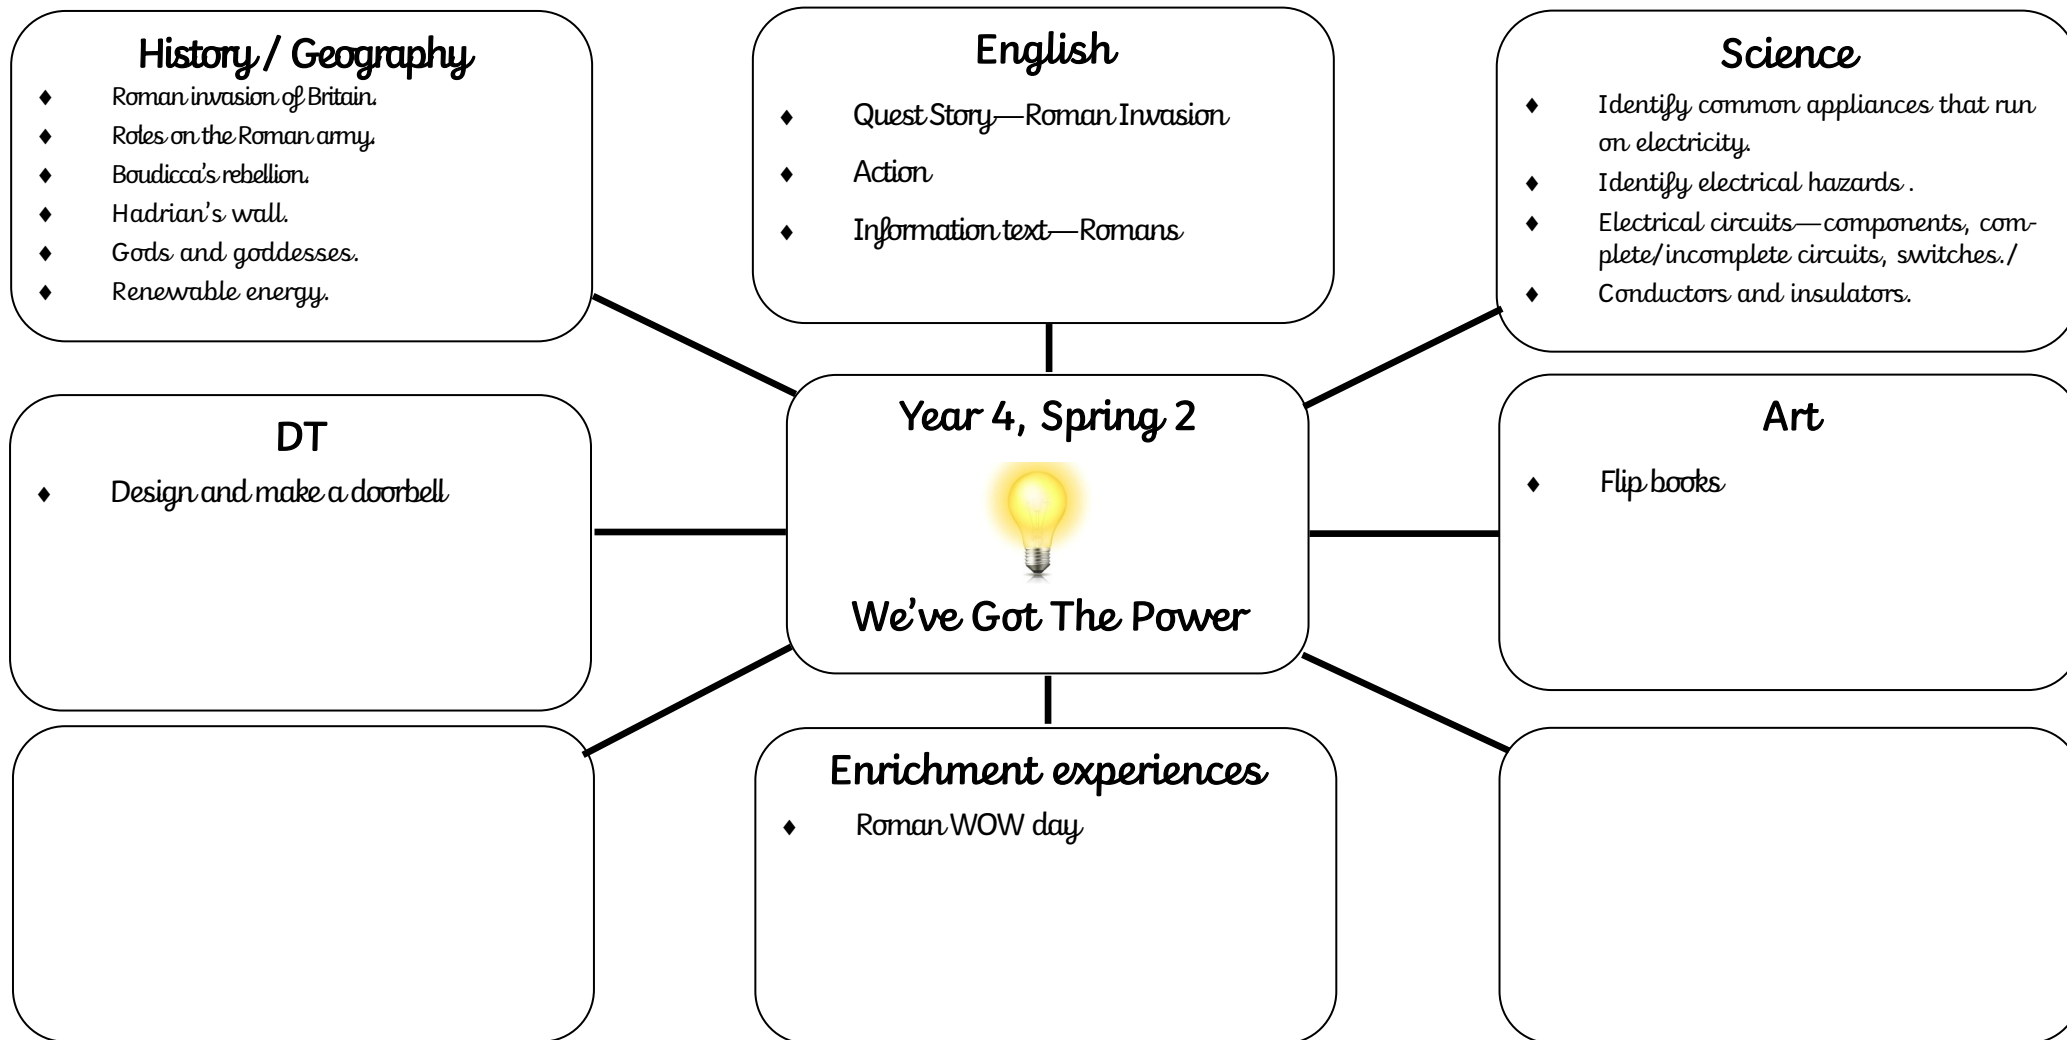 History / Geography
♦ Roman invasion of Britain.
♦ Roles on the Roman army.
♦ Boudicca's rebellion.
♦ Hadrian's wall.
♦ Gods and goddesses.
♦ Renewable energy.
English
♦ Quest Story—Roman Invasion
♦ Action
♦ Information text—Romans
Science
♦ Identify common appliances that run
on electricity.
♦ Identify electrical hazards .
♦ Electrical circuits—components, com-
plete/incomplete circuits, switches./
♦ Conductors and insulators.
DT
♦ Design and make a doorbell
Year 4, Spring 2
We've Got The Power
Art
♦ Flip books
Enrichment experiences
♦ Roman WOW day